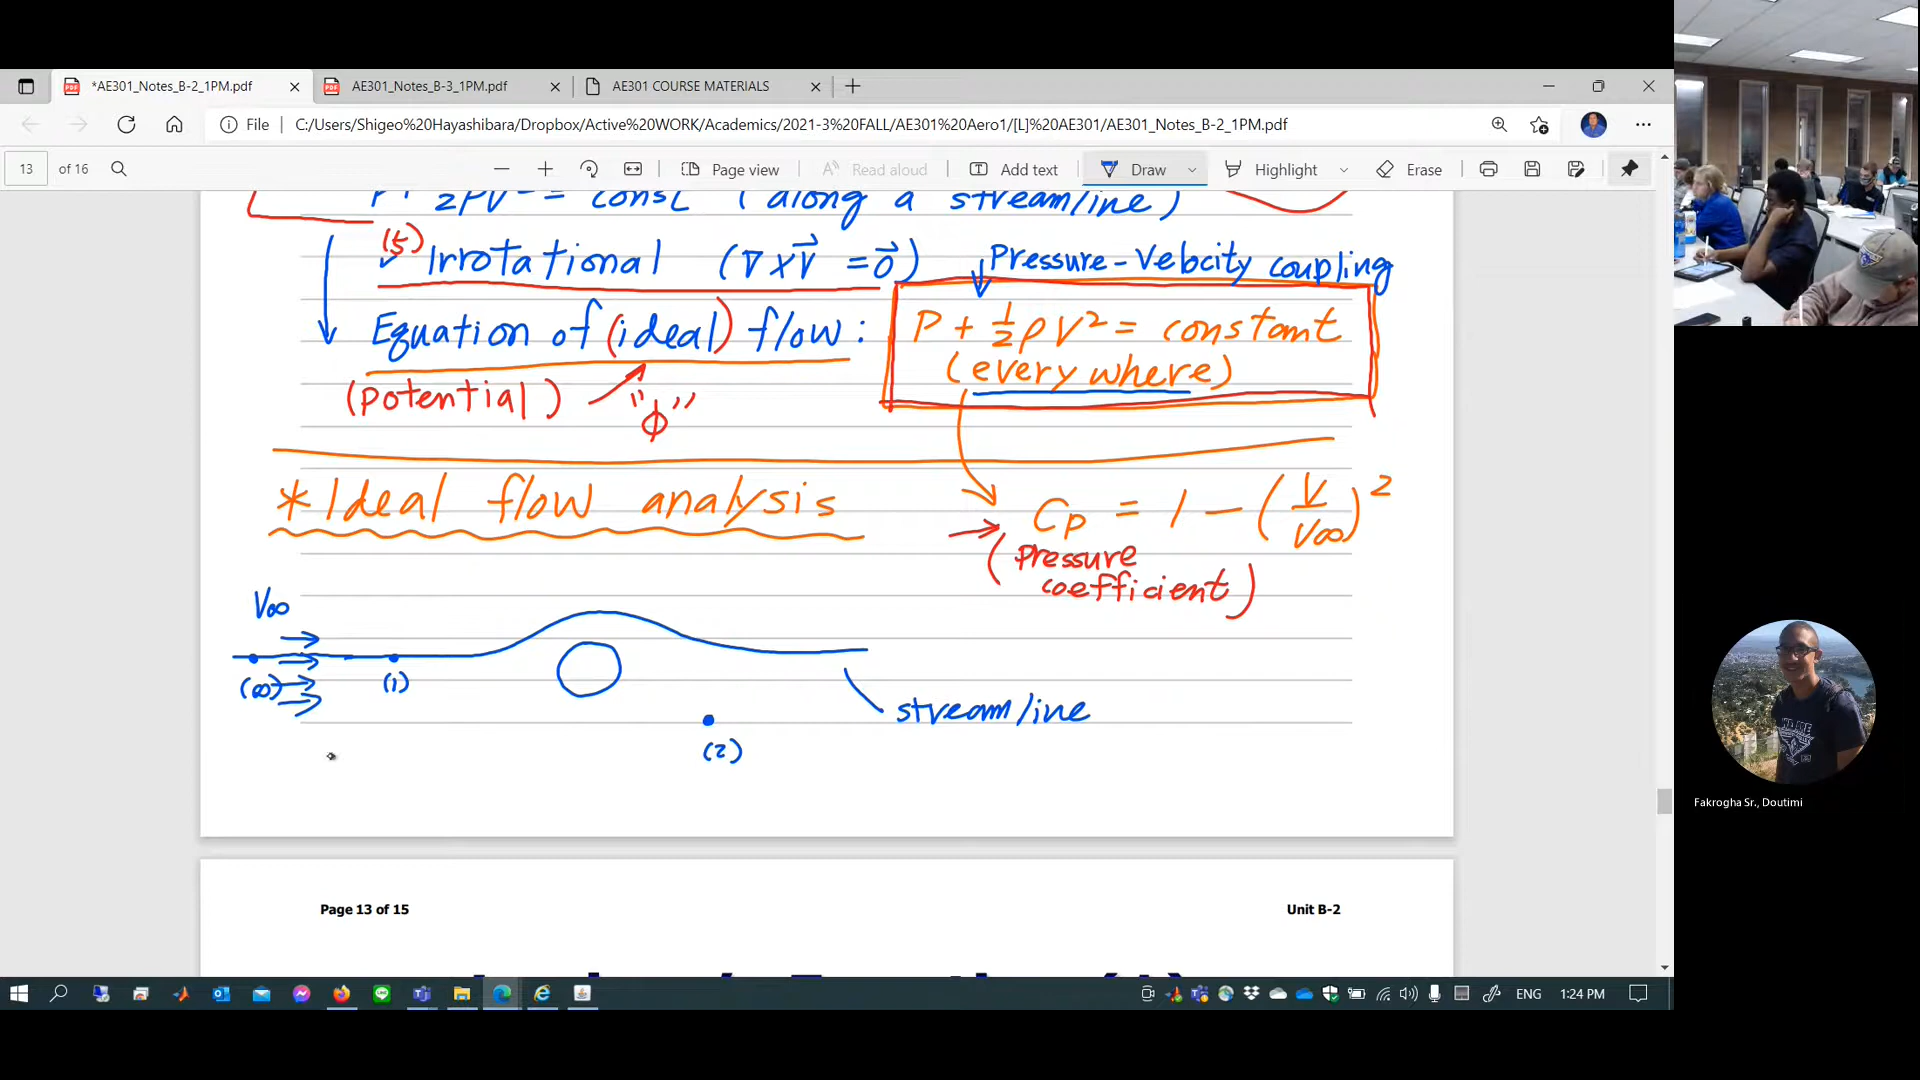 *AE301_Notes_B-2_1PM.pdf
AE301_Notes_B-3_1PM.pdf
AE301 COURSE MATERIALS
File
C:/Users/Shigeo%20Hayashibara/Dropbox/Active%20WORK/Academics/2021-3%20FALL/AE301%20Aero1/[L]%20AE301/AE301_Notes_B-2_1PM.pdf
13 of 16
Page view
Read aloud
Add text
Draw
Highlight
Erase
P + ½ρV² = const (along a streamline)
(5)
Irrotational (∇×V⃗ = 0⃗)
Pressure-Velocity coupling
Equation of (ideal) flow:
P + ½ρV² = constant
(every where)
(Potential)
"ϕ"
*Ideal flow analysis
Cp = 1 − (V/V∞)²
(Pressure
coefficient)
V∞
(∞)
(1)
streamline
(2)
Page 13 of 15
Unit B-2
Fakrogha Sr., Doutimi
ENG
1:24 PM